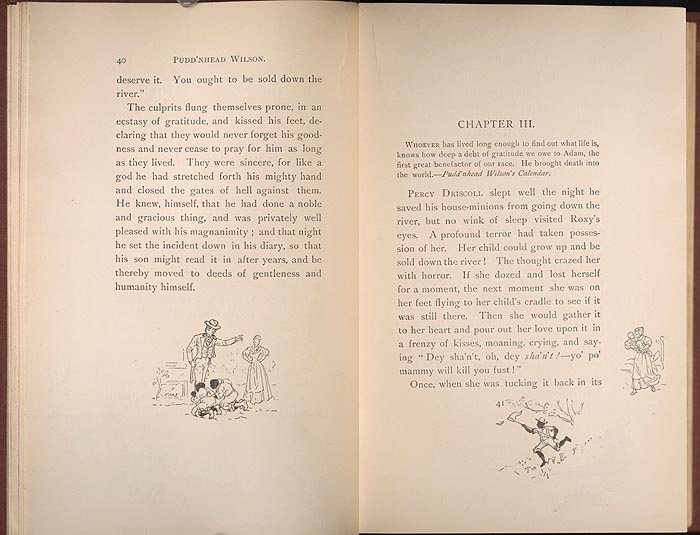 40
PUDD'NHEAD WILSON.
deserve it. You ought to be sold down the
river."
The culprits flung themselves prone, in an
ecstasy of gratitude, and kissed his feet, de-
claring that they would never forget his good-
ness and never cease to pray for him as long
as they lived. They were sincere, for like a
god he had stretched forth his mighty hand
and closed the gates of hell against them.
He knew, himself, that he had done a noble
and gracious thing, and was privately well
pleased with his magnanimity; and that night
he set the incident down in his diary, so that
his son might read it in after years, and be
thereby moved to deeds of gentleness and
humanity himself.
CHAPTER III.
WHOEVER has lived long enough to find out what life is,
knows how deep a debt of gratitude we owe to Adam, the
first great benefactor of our race. He brought death into
the world.—Pudd'nhead Wilson's Calendar.
PERCY DRISCOLL slept well the night he
saved his house-minions from going down the
river, but no wink of sleep visited Roxy's
eyes. A profound terror had taken posses-
sion of her. Her child could grow up and be
sold down the river! The thought crazed her
with horror. If she dozed and lost herself
for a moment, the next moment she was on
her feet flying to her child's cradle to see if it
was still there. Then she would gather it
to her heart and pour out her love upon it in
a frenzy of kisses, moaning, crying, and say-
ing "Dey sha'n't, oh, dey sha'n't!—yo' po'
mammy will kill you fust!"
Once, when she was tucking it back in its
41